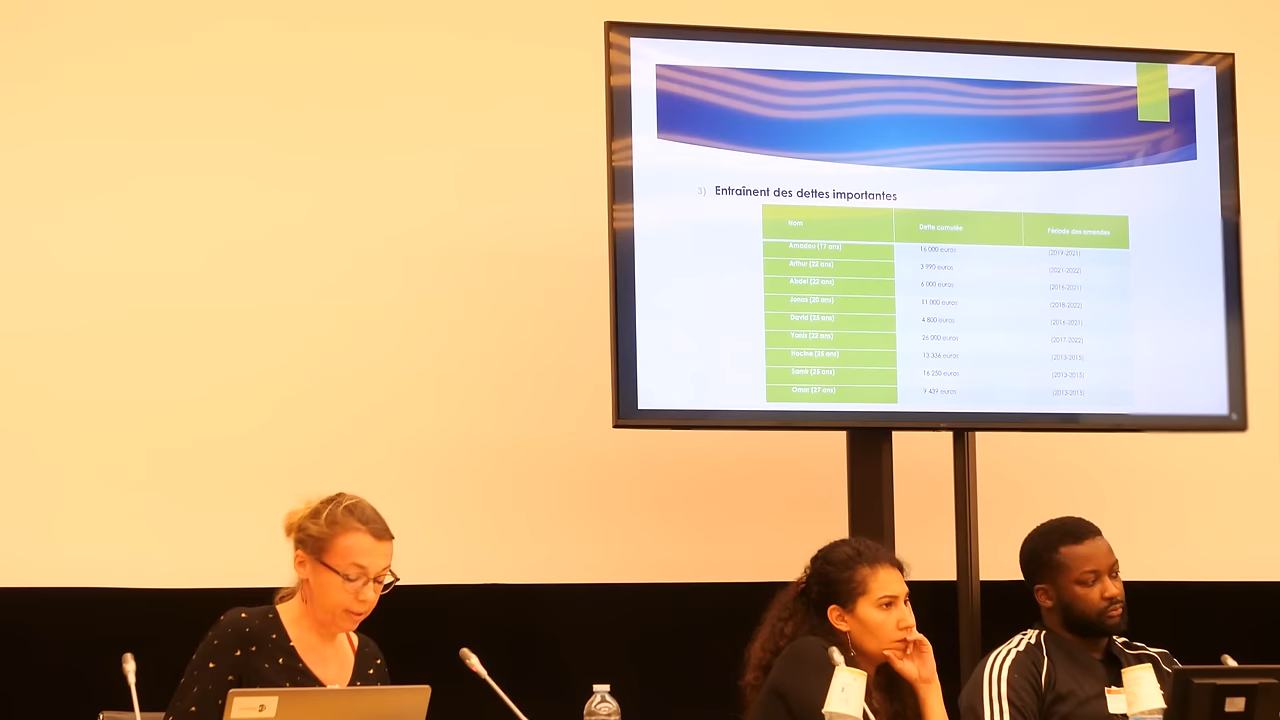 3) Entraînent des dettes importantes
Nom Dette cumulée Période des amendes
Amadou (17 ans) 16 000 euros (2019-2021)
Arthur (22 ans) 3 990 euros (2021-2022)
Abdel (22 ans) 6 000 euros (2016-2021)
Jonas (20 ans) 11 000 euros (2018-2022)
David (25 ans) 4 800 euros (2016-2021)
Yanis (22 ans) 26 000 euros (2017-2022)
Hocine (25 ans) 13 336 euros (2013-2015)
Samir (25 ans) 16 250 euros (2013-2015)
Omar (27 ans) 9 439 euros (2013-2015)